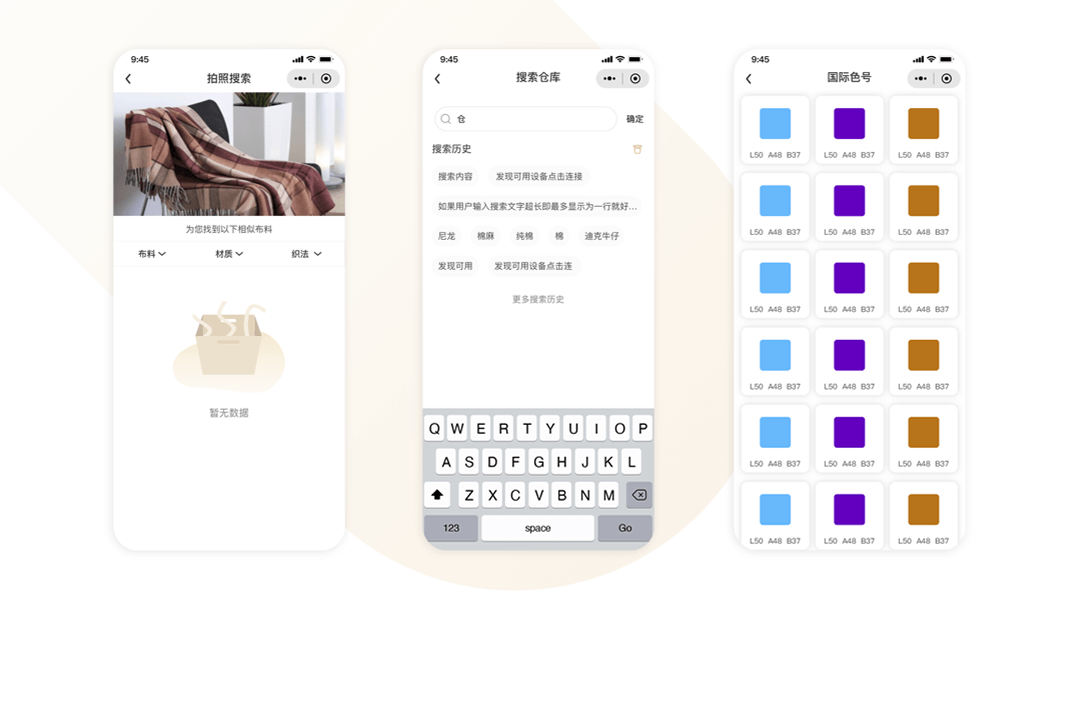 9:45
拍照搜索
为您找到以下相似布料
布料 材质 织法
暂无数据
9:45
搜索仓库
仓 确定
搜索历史
搜索内容 发现可用设备点击连接
如果用户输入搜索文字超长即最多显示为一行就好...
尼龙 棉麻 纯棉 棉 迪克牛仔
发现可用 发现可用设备点击连
更多搜索历史
Q W E R T Y U I O P
A S D F G H J K L
Z X C V B N M
123 space Go
9:45
国际色号
L50 A48 B37 L50 A48 B37 L50 A48 B37
L50 A48 B37 L50 A48 B37 L50 A48 B37
L50 A48 B37 L50 A48 B37 L50 A48 B37
L50 A48 B37 L50 A48 B37 L50 A48 B37
L50 A48 B37 L50 A48 B37 L50 A48 B37
L50 A48 B37 L50 A48 B37 L50 A48 B37